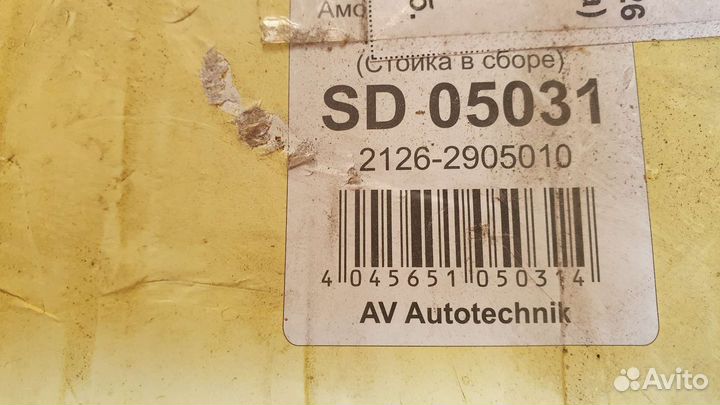 Амо
(Стойка в сборе)
SD 05031
2126-2905010
4 045651 050314
AV Autotechnik
Avito